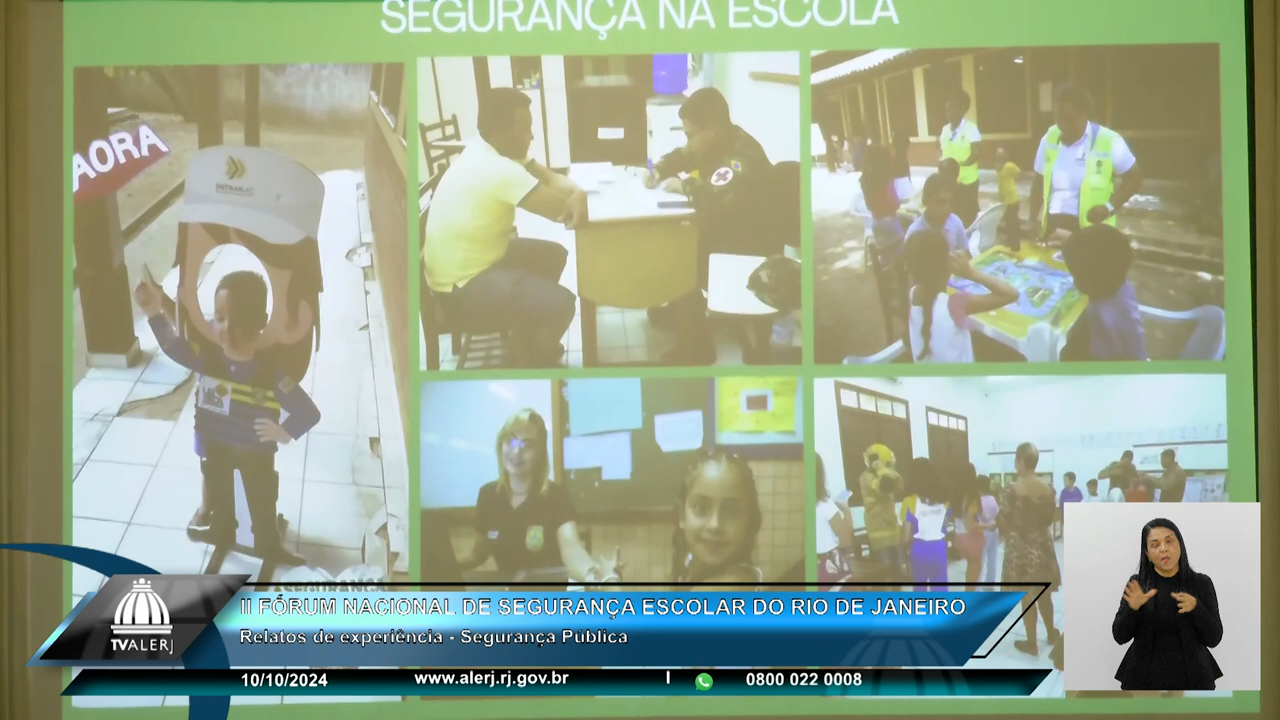 SEGURANÇA NA ESCOLA
AORA
II FÓRUM NACIONAL DE SEGURANÇA ESCOLAR DO RIO DE JANEIRO
Relatos de experiência - Segurança Pública
TVALERJ
10/10/2024
www.alerj.rj.gov.br
0800 022 0008